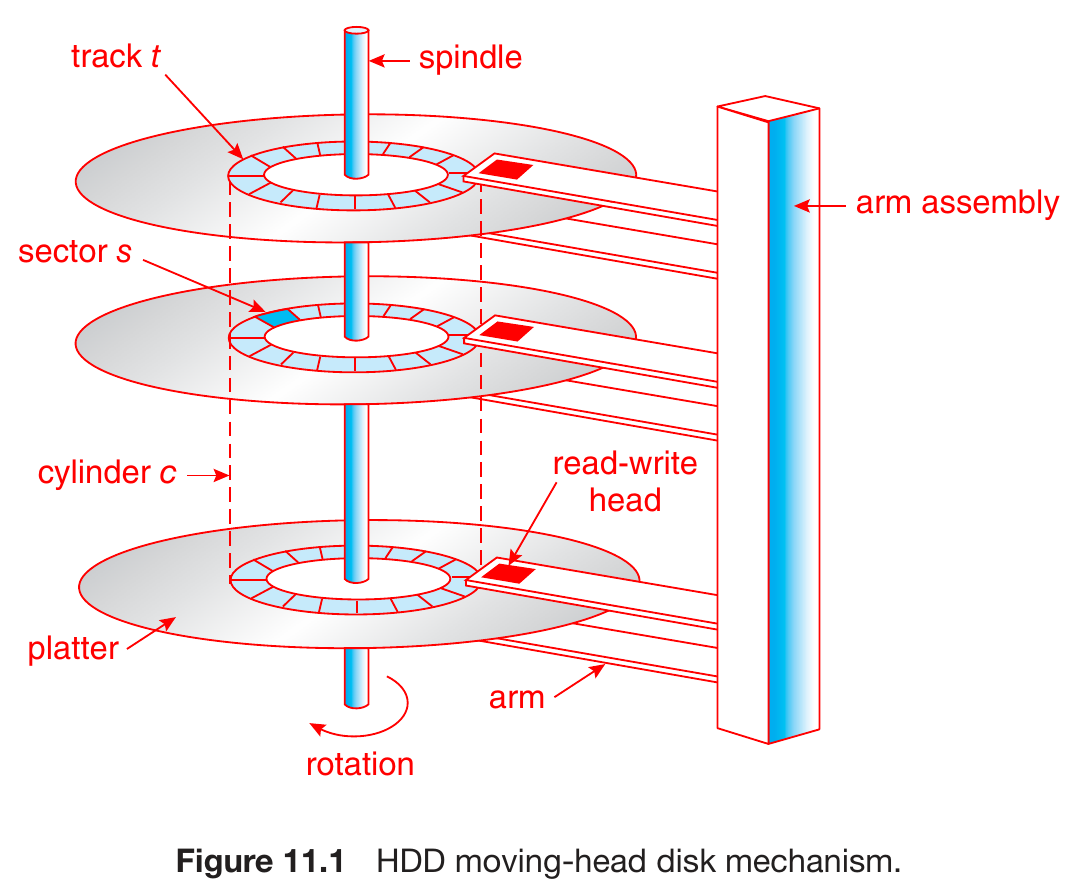 track t
spindle
arm assembly
sector s
cylinder c
read-write
head
platter
arm
rotation
Figure 11.1 HDD moving-head disk mechanism.